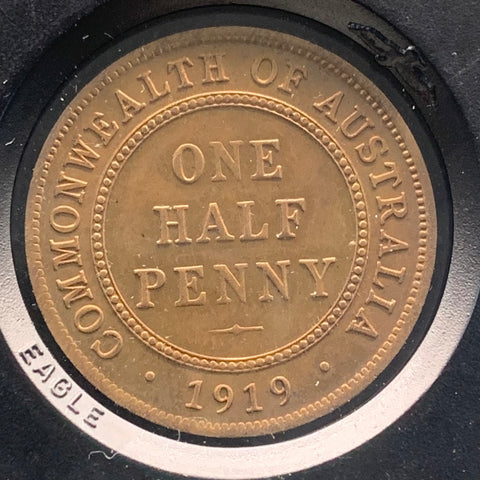 COMMONWEALTH OF AUSTRALIA
ONE
HALF
PENNY
· 1919 ·
EAGLE